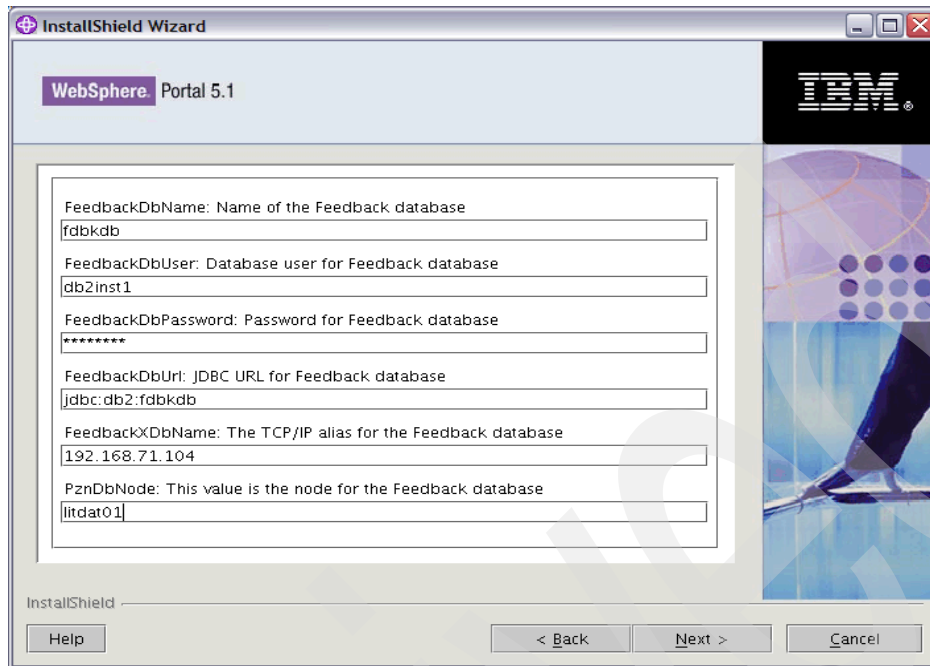 InstallShield Wizard
WebSphere. Portal 5.1
IBM®
FeedbackDbName: Name of the Feedback database
fdbkdb
FeedbackDbUser: Database user for Feedback database
db2inst1
FeedbackDbPassword: Password for Feedback database
********
FeedbackDbUrl: JDBC URL for Feedback database
jdbc:db2:fdbkdb
FeedbackXDbName: The TCP/IP alias for the Feedback database
192.168.71.104
PznDbNode: This value is the node for the Feedback database
litdat01
InstallShield
Help < Back Next > Cancel